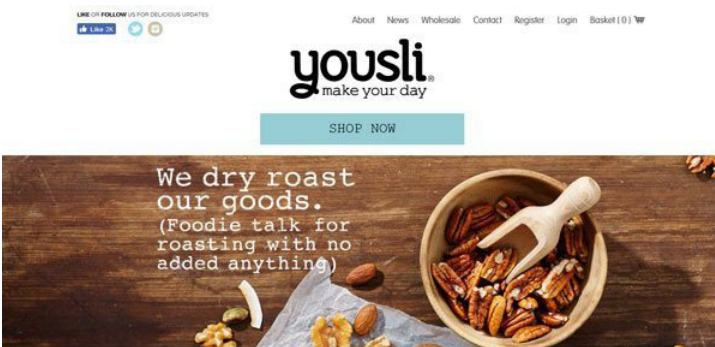 LIKE OR FOLLOW US FOR DELICIOUS UPDATES
Like 2K
About News Wholesale Contact Register Login Basket ( 0 )
yousli®
make your day
SHOP NOW
We dry roast
our goods.
(Foodie talk for
roasting with no
added anything)